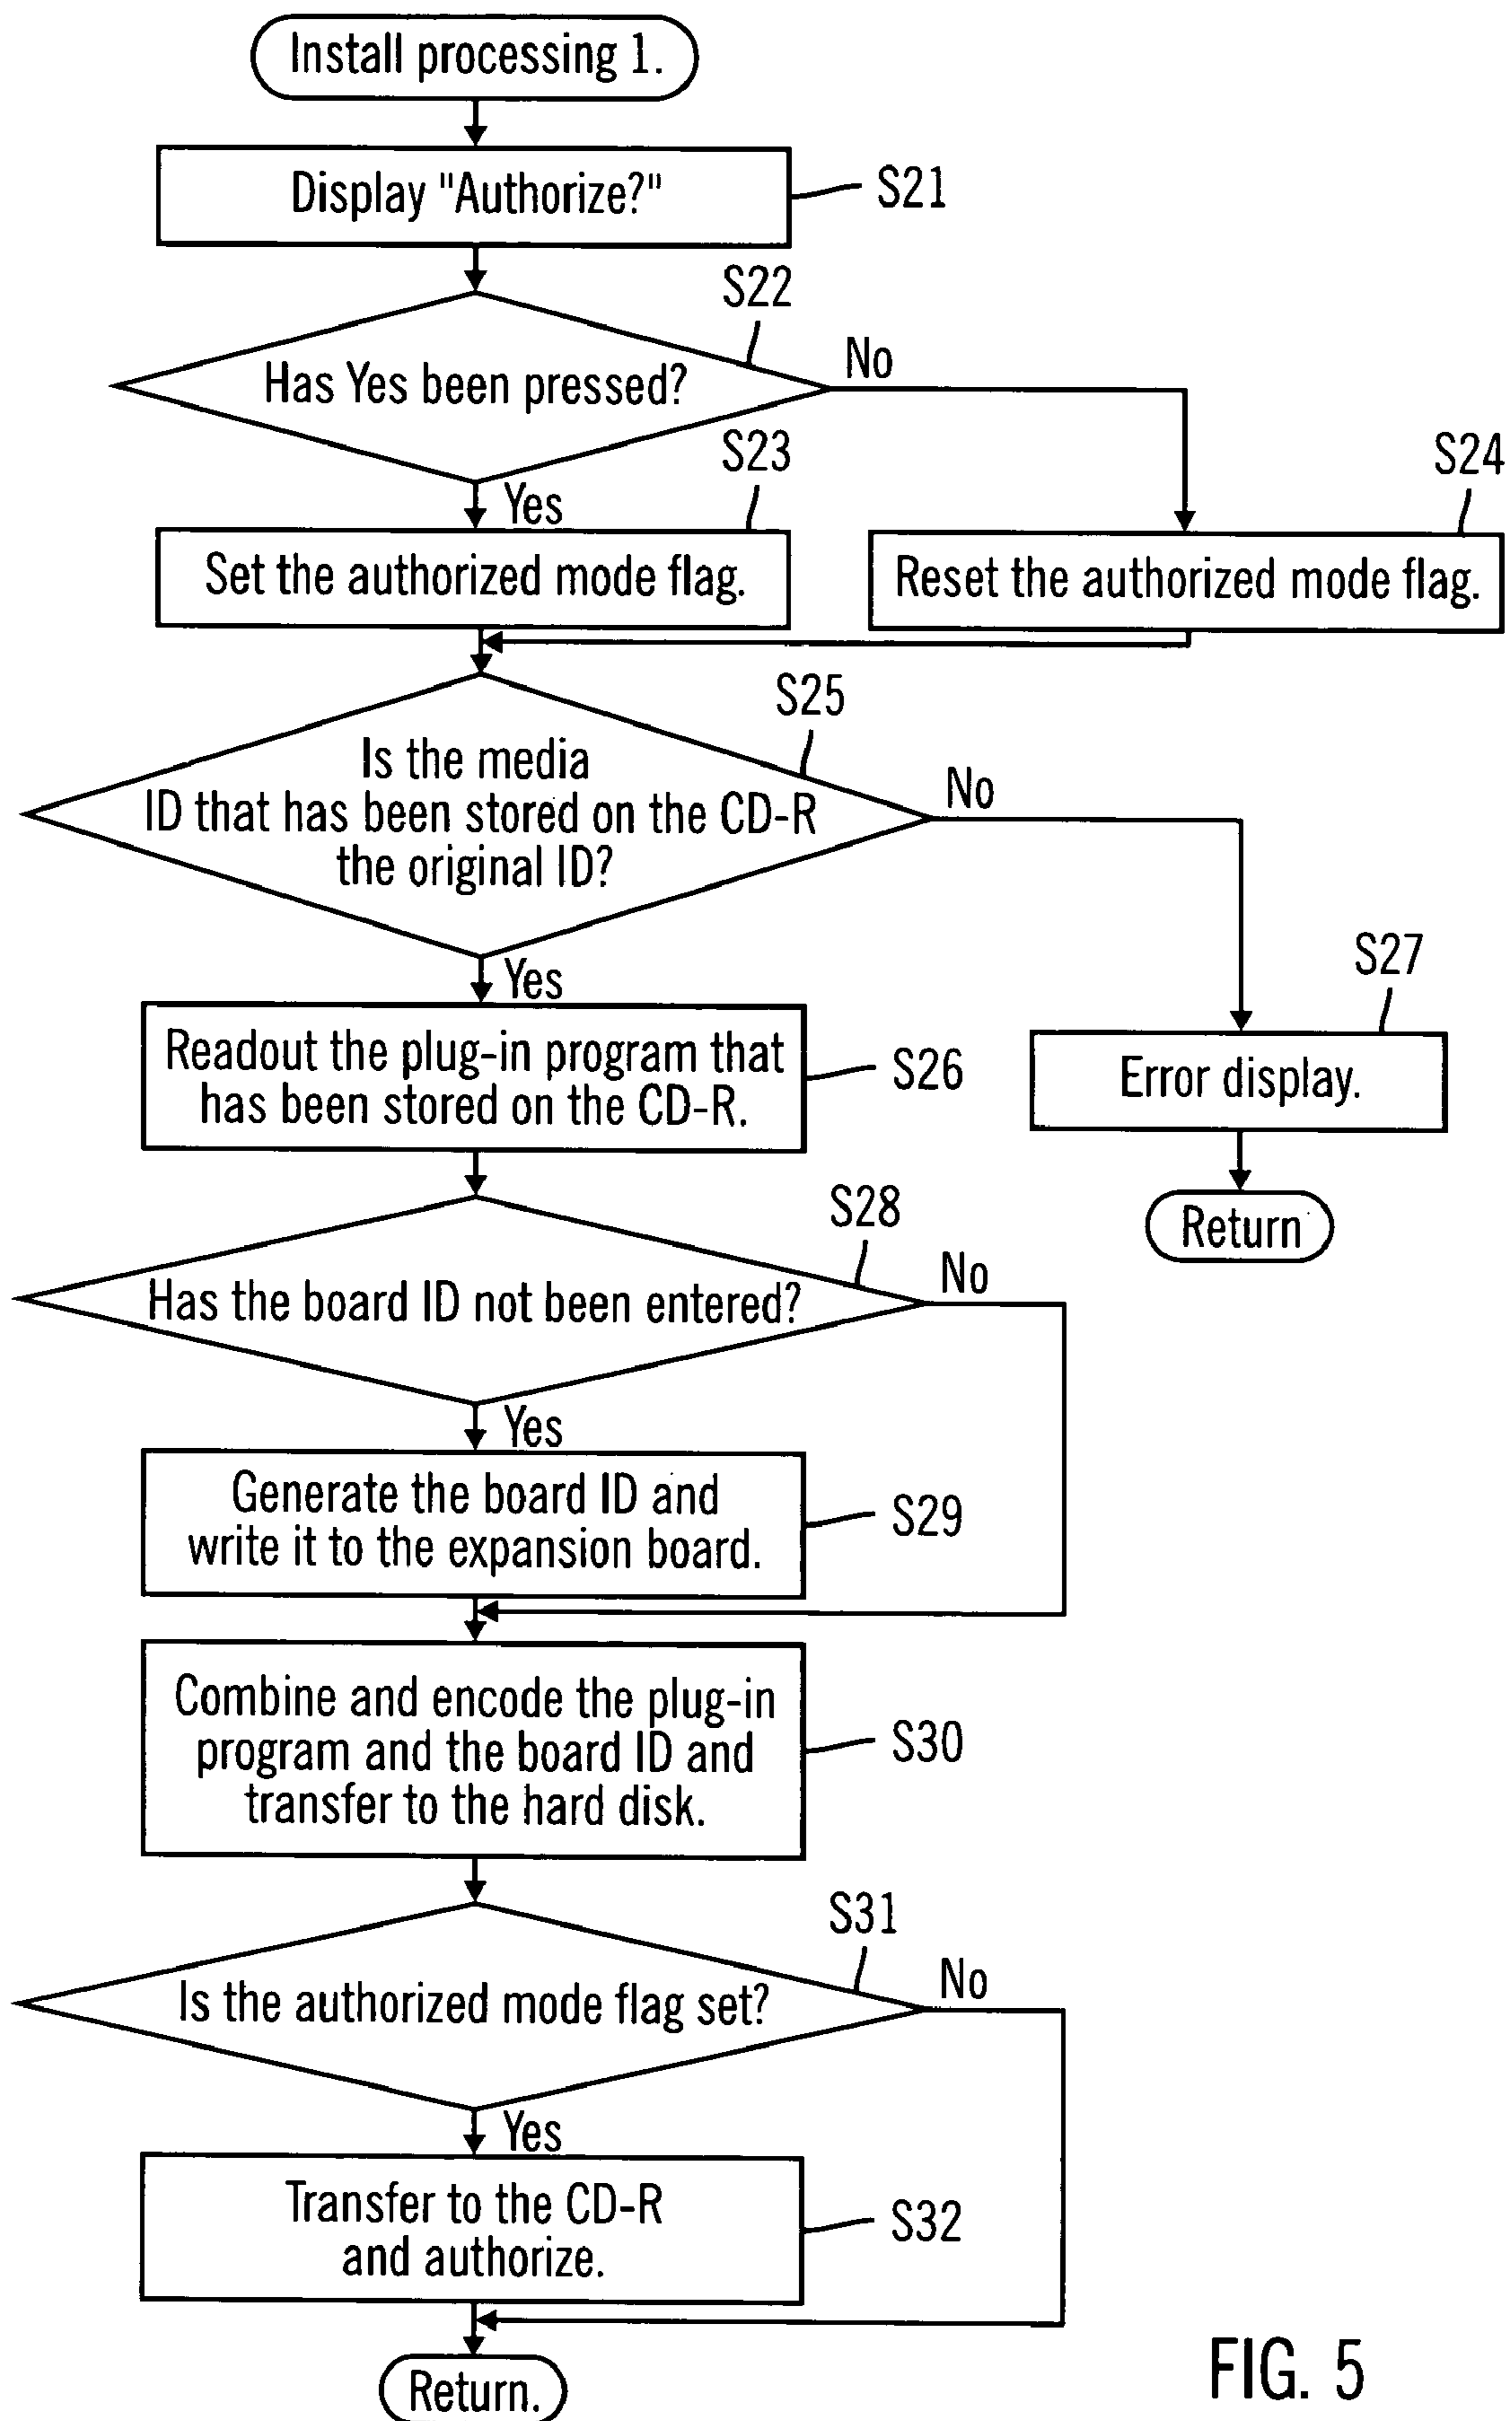 Install processing 1.
Display "Authorize?"
S21
S22
Has Yes been pressed?
No
S23
S24
Yes
Set the authorized mode flag.
Reset the authorized mode flag.
S25
Is the media
ID that has been stored on the CD-R
the original ID?
No
S27
Yes
Readout the plug-in program that
has been stored on the CD-R.
S26
Error display.
Return
S28
Has the board ID not been entered?
No
Yes
Generate the board ID and
write it to the expansion board.
S29
Combine and encode the plug-in
program and the board ID and
transfer to the hard disk.
S30
S31
Is the authorized mode flag set?
No
Yes
Transfer to the CD-R
and authorize.
S32
Return.
FIG. 5